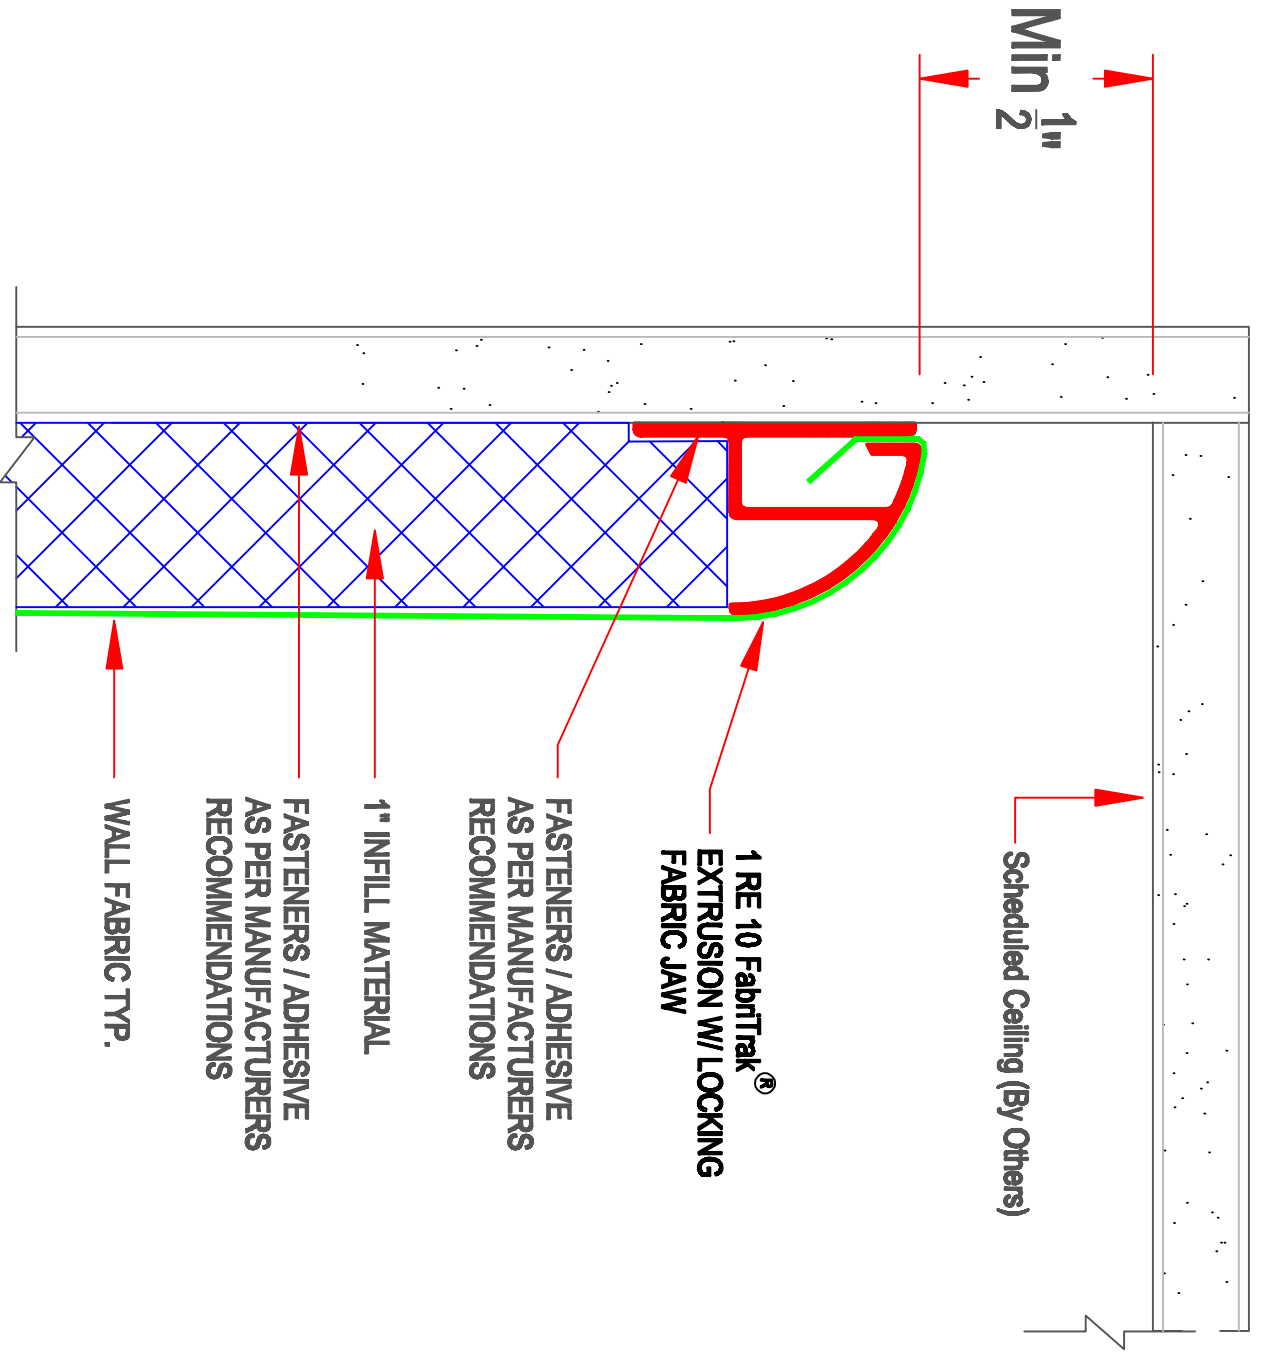 Min 1/2"
Scheduled Ceiling (By Others)
1 RE 10 FabriTrak®
EXTRUSION W/ LOCKING
FABRIC JAW
FASTENERS / ADHESIVE
AS PER MANUFACTURERS
RECOMMENDATIONS
1" INFILL MATERIAL
FASTENERS / ADHESIVE
AS PER MANUFACTURERS
RECOMMENDATIONS
WALL FABRIC TYP.